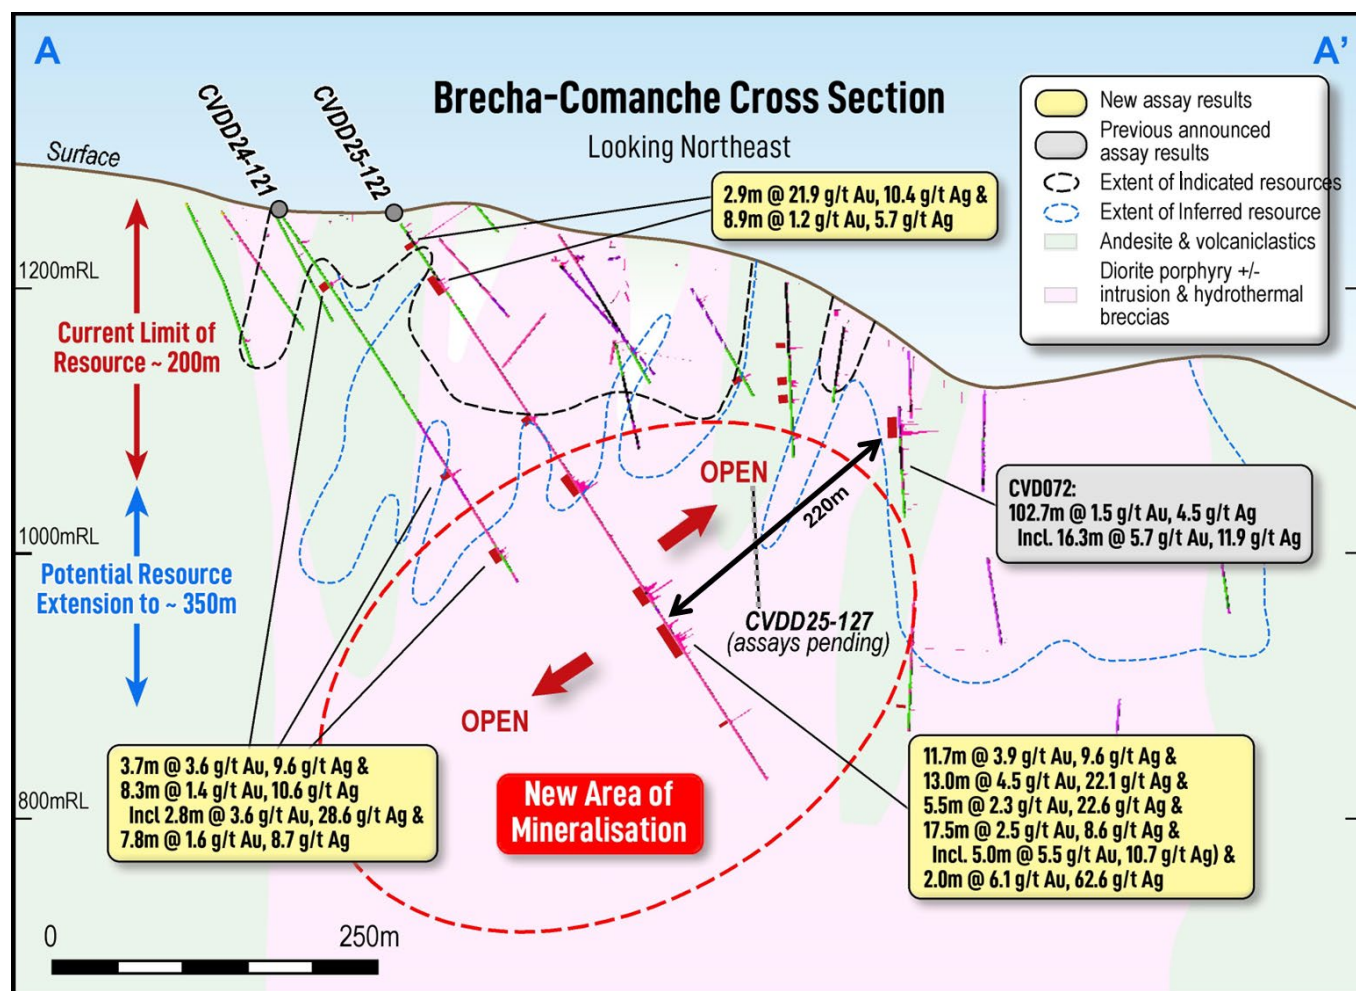 A
A’
Brecha-Comanche Cross Section
Looking Northeast
CVDD24-121
CVDD25-122
Surface
New assay results
Previous announced
assay results
Extent of Indicated resources
Extent of Inferred resource
Andesite & volcaniclastics
Diorite porphyry +/-
intrusion & hydrothermal
breccias
2.9m @ 21.9 g/t Au, 10.4 g/t Ag &
8.9m @ 1.2 g/t Au, 5.7 g/t Ag
1200mRL
Current Limit of
Resource ~ 200m
OPEN
220m
CVD072:
102.7m @ 1.5 g/t Au, 4.5 g/t Ag
Incl. 16.3m @ 5.7 g/t Au, 11.9 g/t Ag
1000mRL
Potential Resource
Extension to ~ 350m
CVDD25-127
(assays pending)
OPEN
3.7m @ 3.6 g/t Au, 9.6 g/t Ag &
8.3m @ 1.4 g/t Au, 10.6 g/t Ag
Incl 2.8m @ 3.6 g/t Au, 28.6 g/t Ag &
7.8m @ 1.6 g/t Au, 8.7 g/t Ag
800mRL
New Area of
Mineralisation
11.7m @ 3.9 g/t Au, 9.6 g/t Ag &
13.0m @ 4.5 g/t Au, 22.1 g/t Ag &
5.5m @ 2.3 g/t Au, 22.6 g/t Ag &
17.5m @ 2.5 g/t Au, 8.6 g/t Ag &
Incl. 5.0m @ 5.5 g/t Au, 10.7 g/t Ag) &
2.0m @ 6.1 g/t Au, 62.6 g/t Ag
0
250m